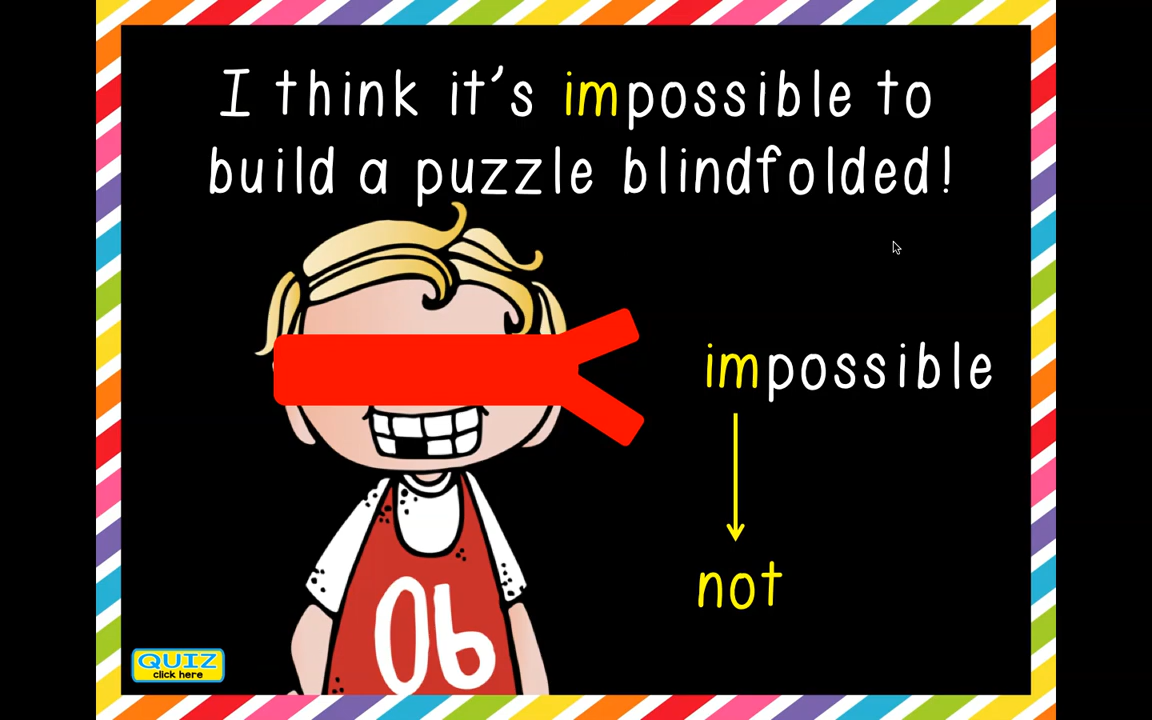 I think it's impossible to
build a puzzle blindfolded!
impossible
not
06
QUIZ
click here